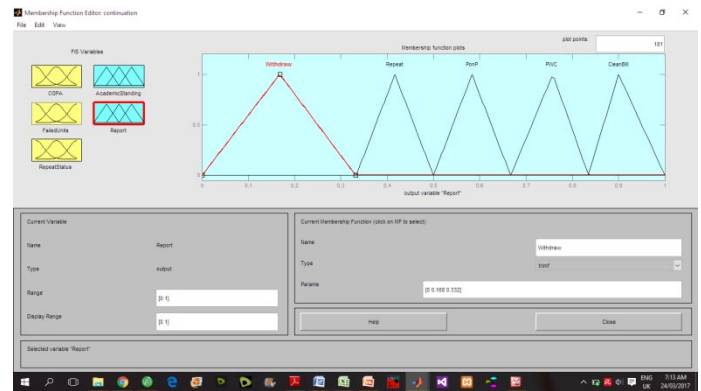 Membership Function Editor: continuation
File Edit View
FIS Variables
Membership function plots
plot points:
181
CGPA
AcademicStanding
FailedUnits
Report
RepeatStatus
Withdrew
Repeat
PonP
PWC
CleanBill
1
0.5
0
0 0.1 0.2 0.3 0.4 0.5 0.6 0.7 0.8 0.9 1
output variable "Report"
Current Variable
Name Report
Type output
Range [0 1]
Display Range [0 1]
Current Membership Function (click on MF to select)
Name Withdrew
Type trimf
Params [0 0.168 0.332]
Help
Close
Selected variable "Report"
ENG
UK
7:13 AM
24/03/2017